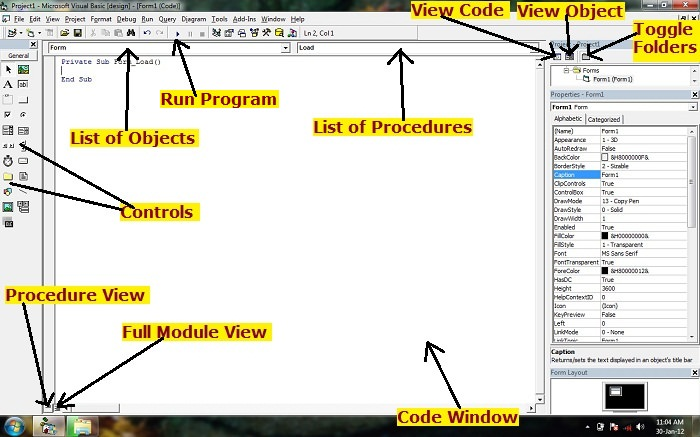 Project1 - Microsoft Visual Basic [design] - [Form1 (Code)]
File Edit View Project Format Debug Run Query Diagram Tools Add-Ins Window Help
Ln 2, Col 1
View Code
View Object
Toggle Folders
General
Form
Load
Private Sub Form_Load()
End Sub
Run Program
List of Objects
List of Procedures
Controls
Procedure View
Full Module View
Code Window
Forms
Form1 (Form1)
Properties - Form1
Form1 Form
Alphabetic Categorized
(Name) Form1
Appearance 1 - 3D
AutoRedraw False
BackColor &H8000000F&
BorderStyle 2 - Sizable
Caption Form1
ClipControls True
ControlBox True
DrawMode 13 - Copy Pen
DrawStyle 0 - Solid
DrawWidth 1
Enabled True
FillColor &H00000000&
FillStyle 1 - Transparent
Font MS Sans Serif
FontTransparent True
ForeColor &H80000012&
HasDC True
Height 3600
HelpContextID 0
Icon (Icon)
KeyPreview False
Left 0
LinkMode 0 - None
LinkTopic Form1
Caption
Returns/sets the text displayed in an object's title bar
Form Layout
11:04 AM
30-Jan-12